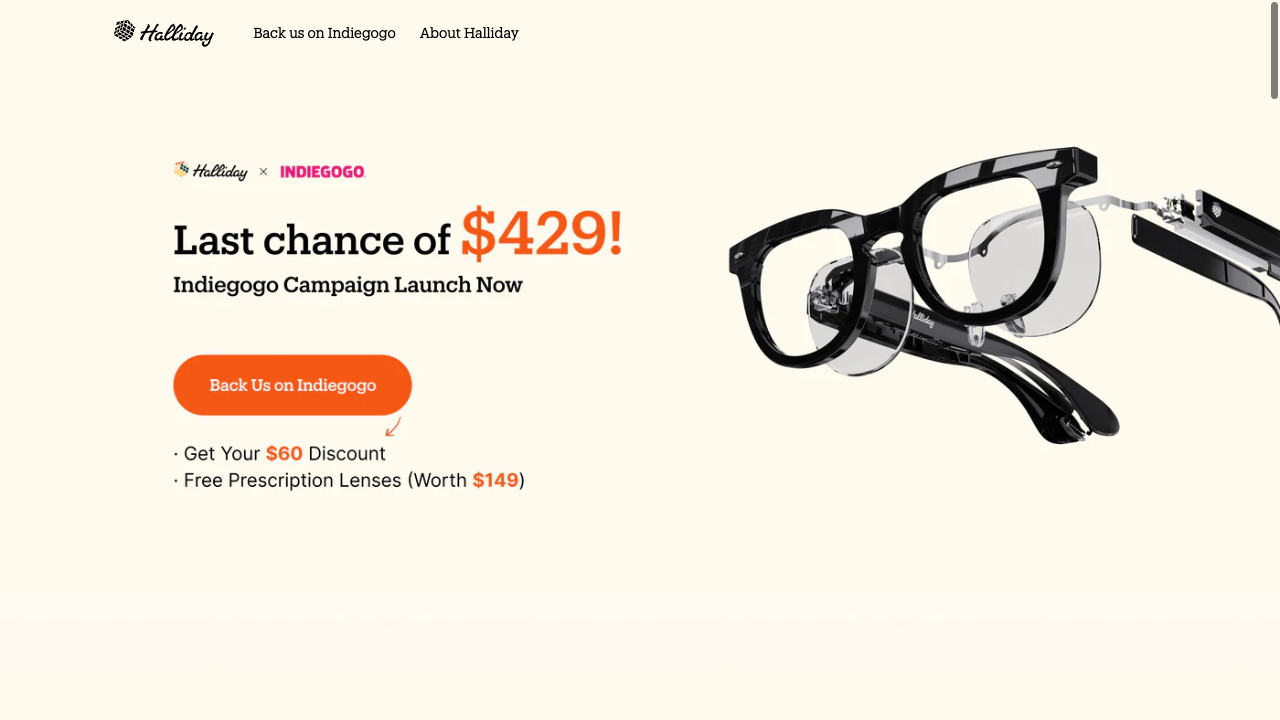 Halliday Back us on Indiegogo About Halliday
Halliday × INDIEGOGO.
Last chance of $429!
Indiegogo Campaign Launch Now
Back Us on Indiegogo
· Get Your $60 Discount
· Free Prescription Lenses (Worth $149)
Halliday